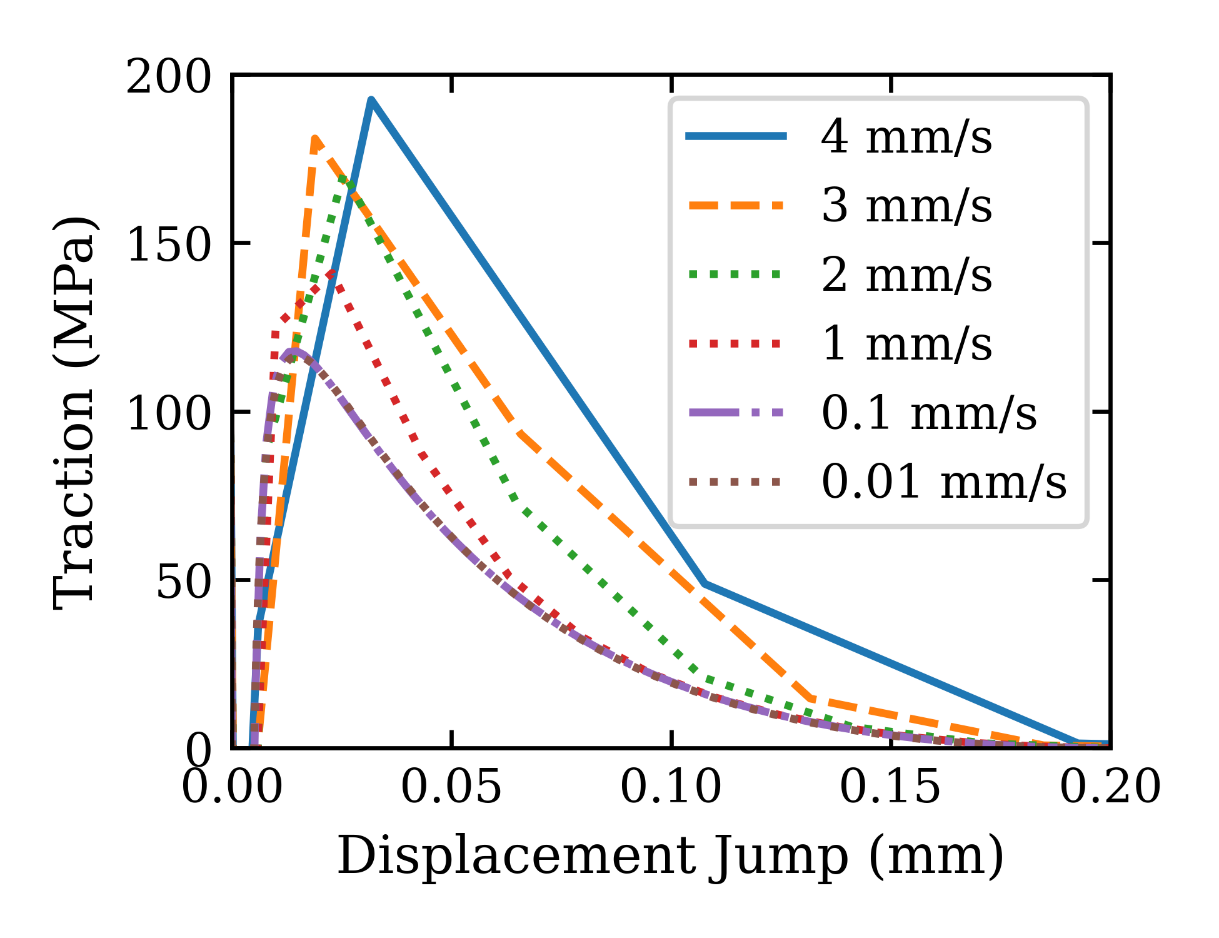 200
150
100
50
0
Traction (MPa)
4 mm/s
3 mm/s
2 mm/s
1 mm/s
0.1 mm/s
0.01 mm/s
0.00 0.05 0.10 0.15 0.20
Displacement Jump (mm)